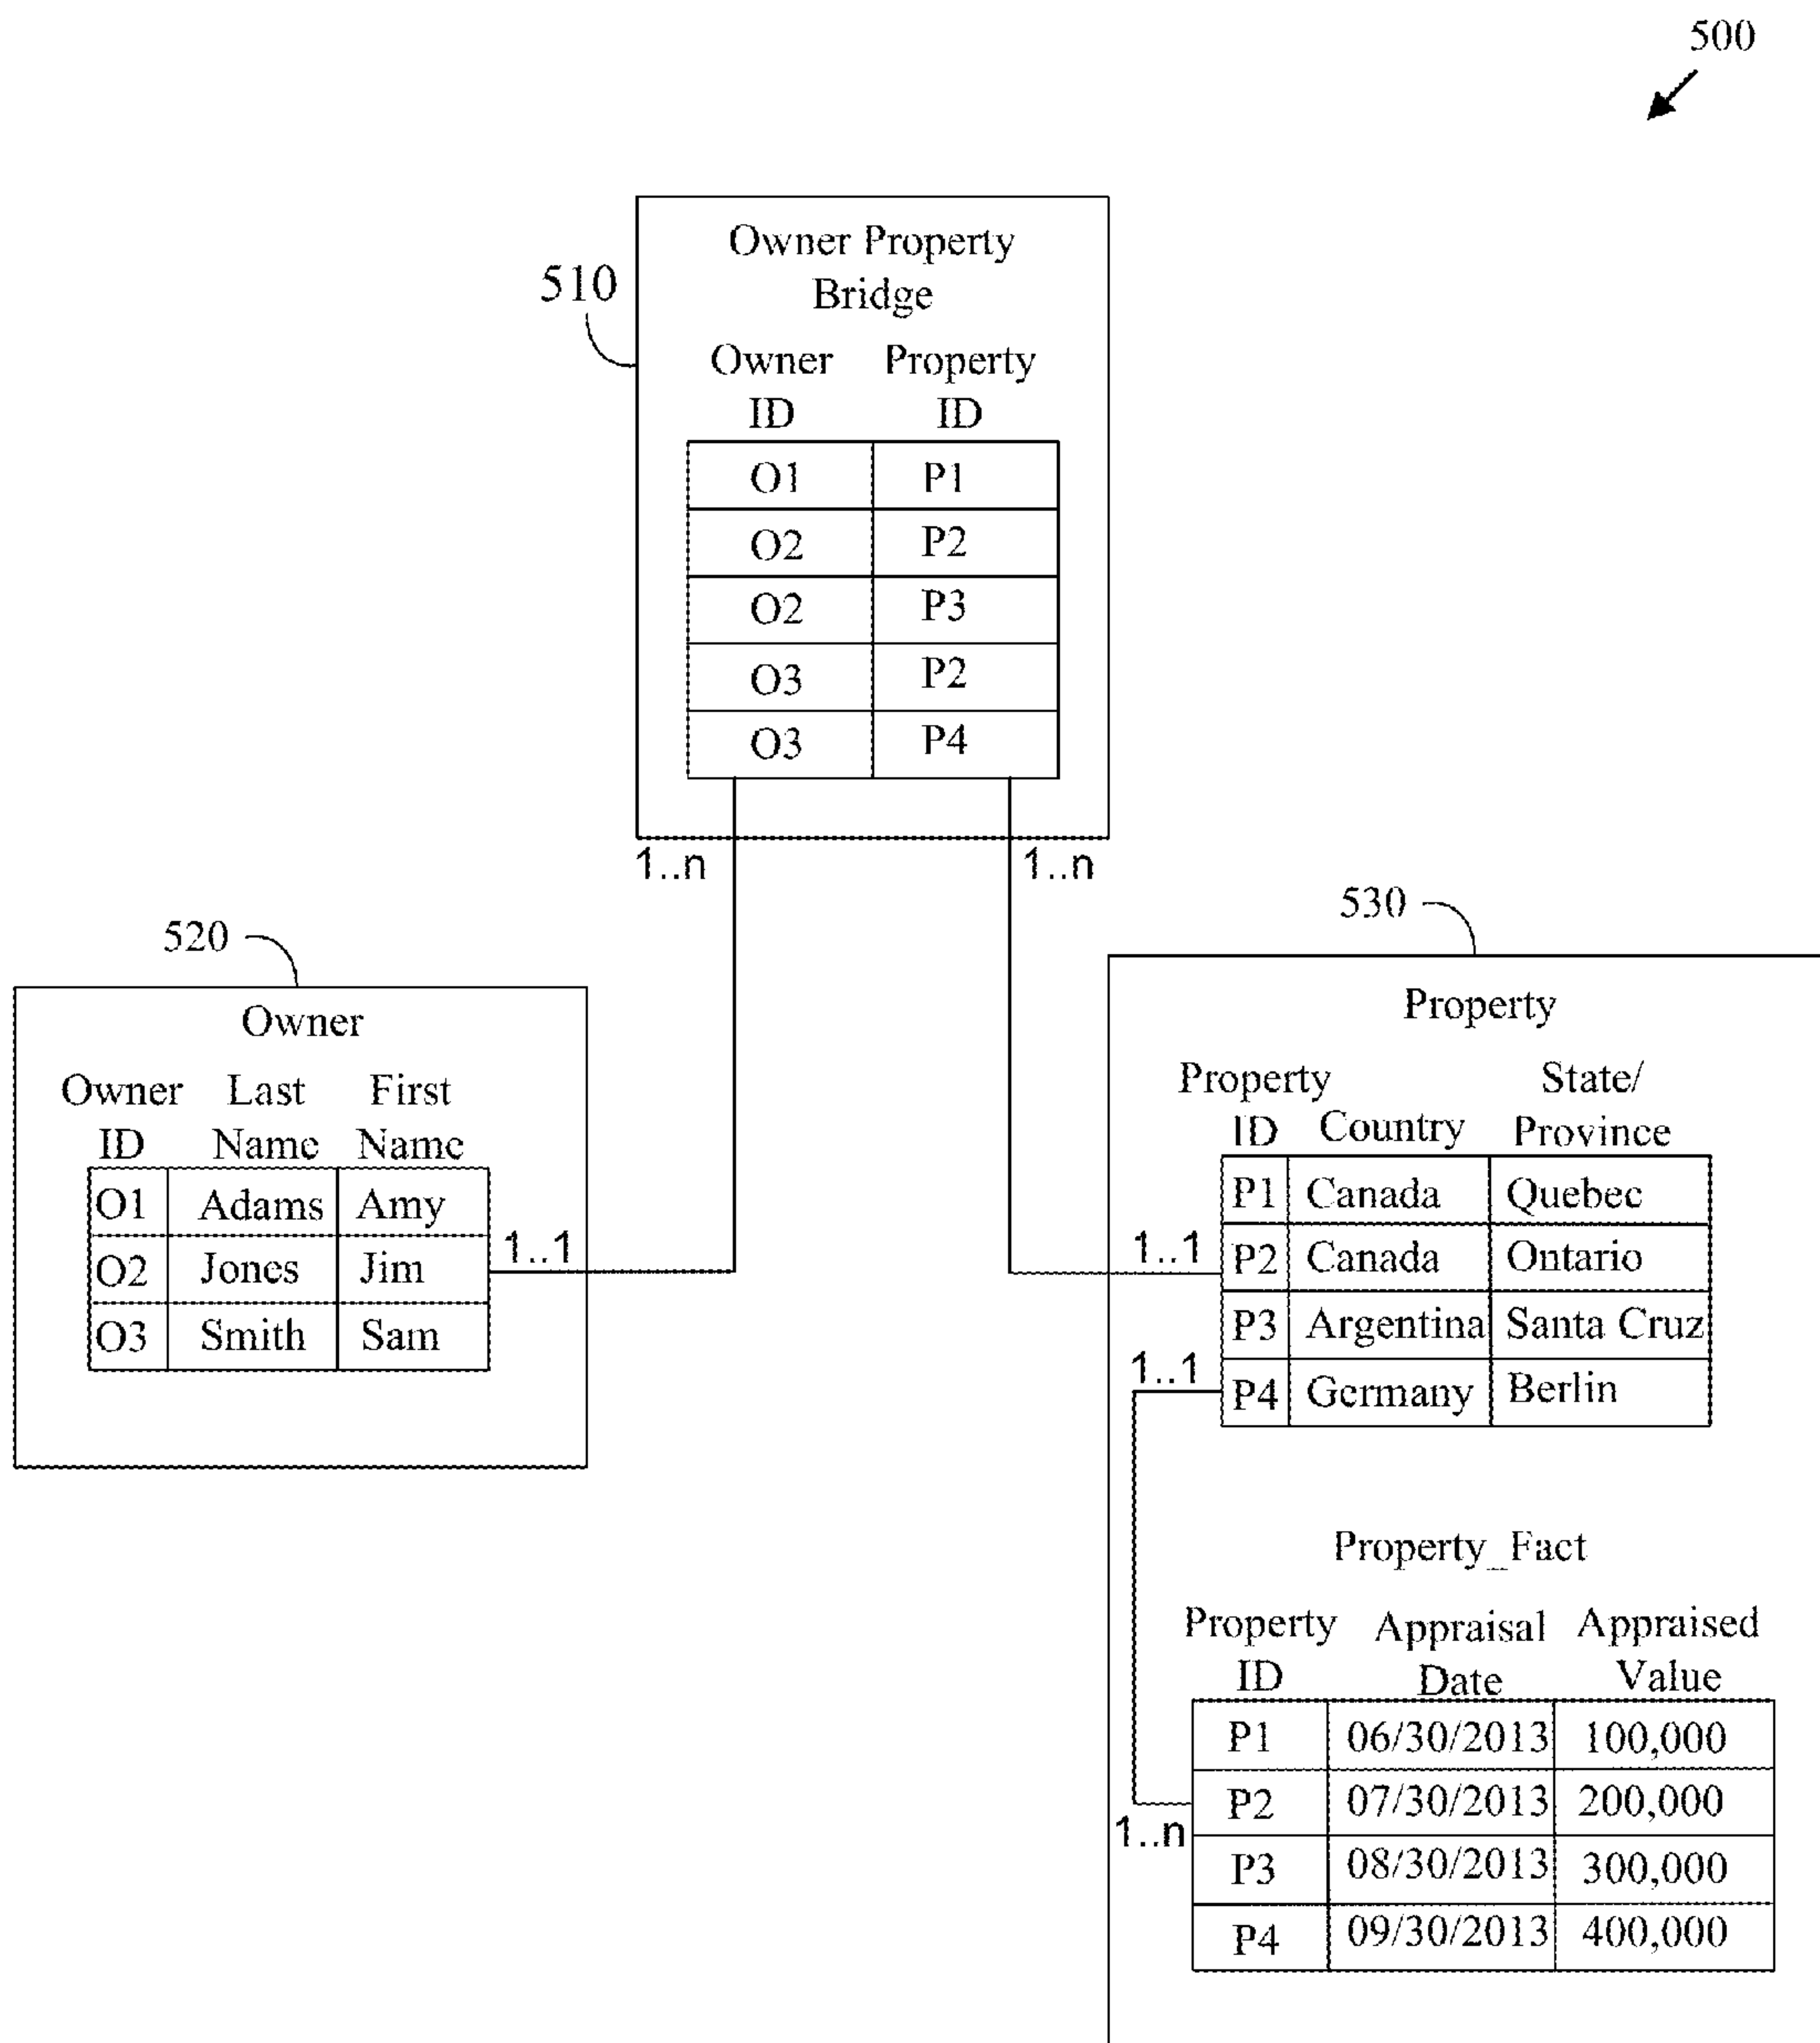 500
510
Owner Property
Bridge
Owner Property
ID ID
O1 P1
O2 P2
O2 P3
O3 P2
O3 P4
1..n 1..n
520
Owner
Owner Last First
ID Name Name
O1 Adams Amy
O2 Jones Jim
O3 Smith Sam
1..1
530
Property
Property State/
ID Country Province
P1 Canada Quebec
1..1 P2 Canada Ontario
P3 Argentina Santa Cruz
1..1 P4 Germany Berlin
Property_Fact
Property Appraisal Appraised
ID Date Value
P1 06/30/2013 100,000
P2 07/30/2013 200,000
1..n
P3 08/30/2013 300,000
P4 09/30/2013 400,000